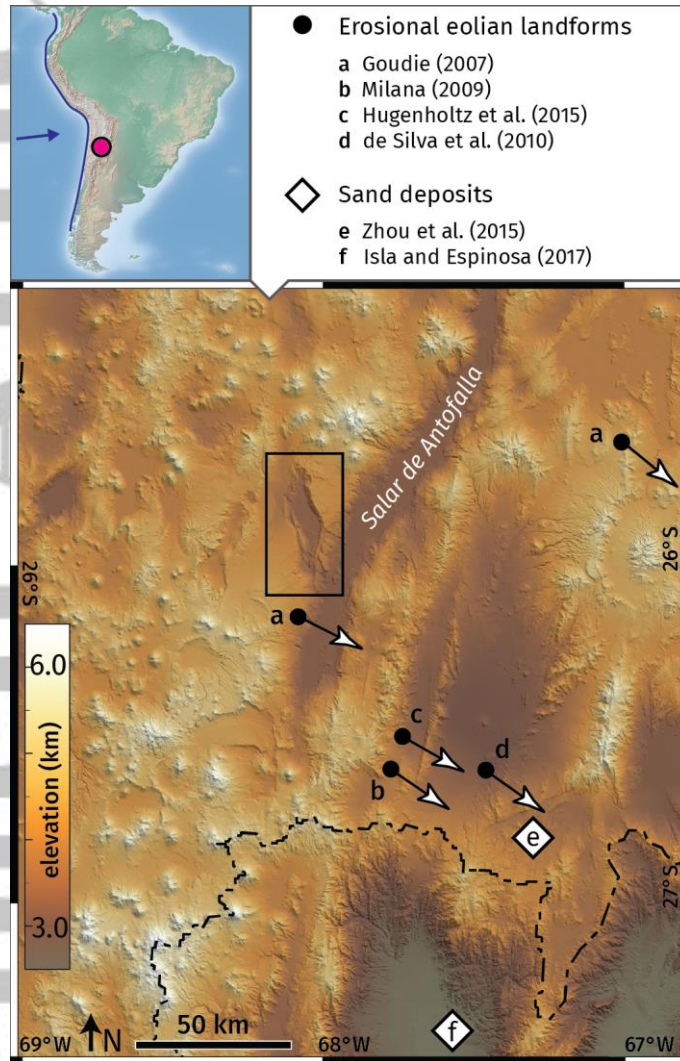 Erosional eolian landforms
a Goudie (2007)
b Milana (2009)
c Hugenholtz et al. (2015)
d de Silva et al. (2010)
Sand deposits
e Zhou et al. (2015)
f Isla and Espinosa (2017)
Salar de Antofalla
a
26°S
26°S
a
6.0
elevation (km)
3.0
c
b
d
e
27°S
f
69°W
N
50 km
68°W
67°W